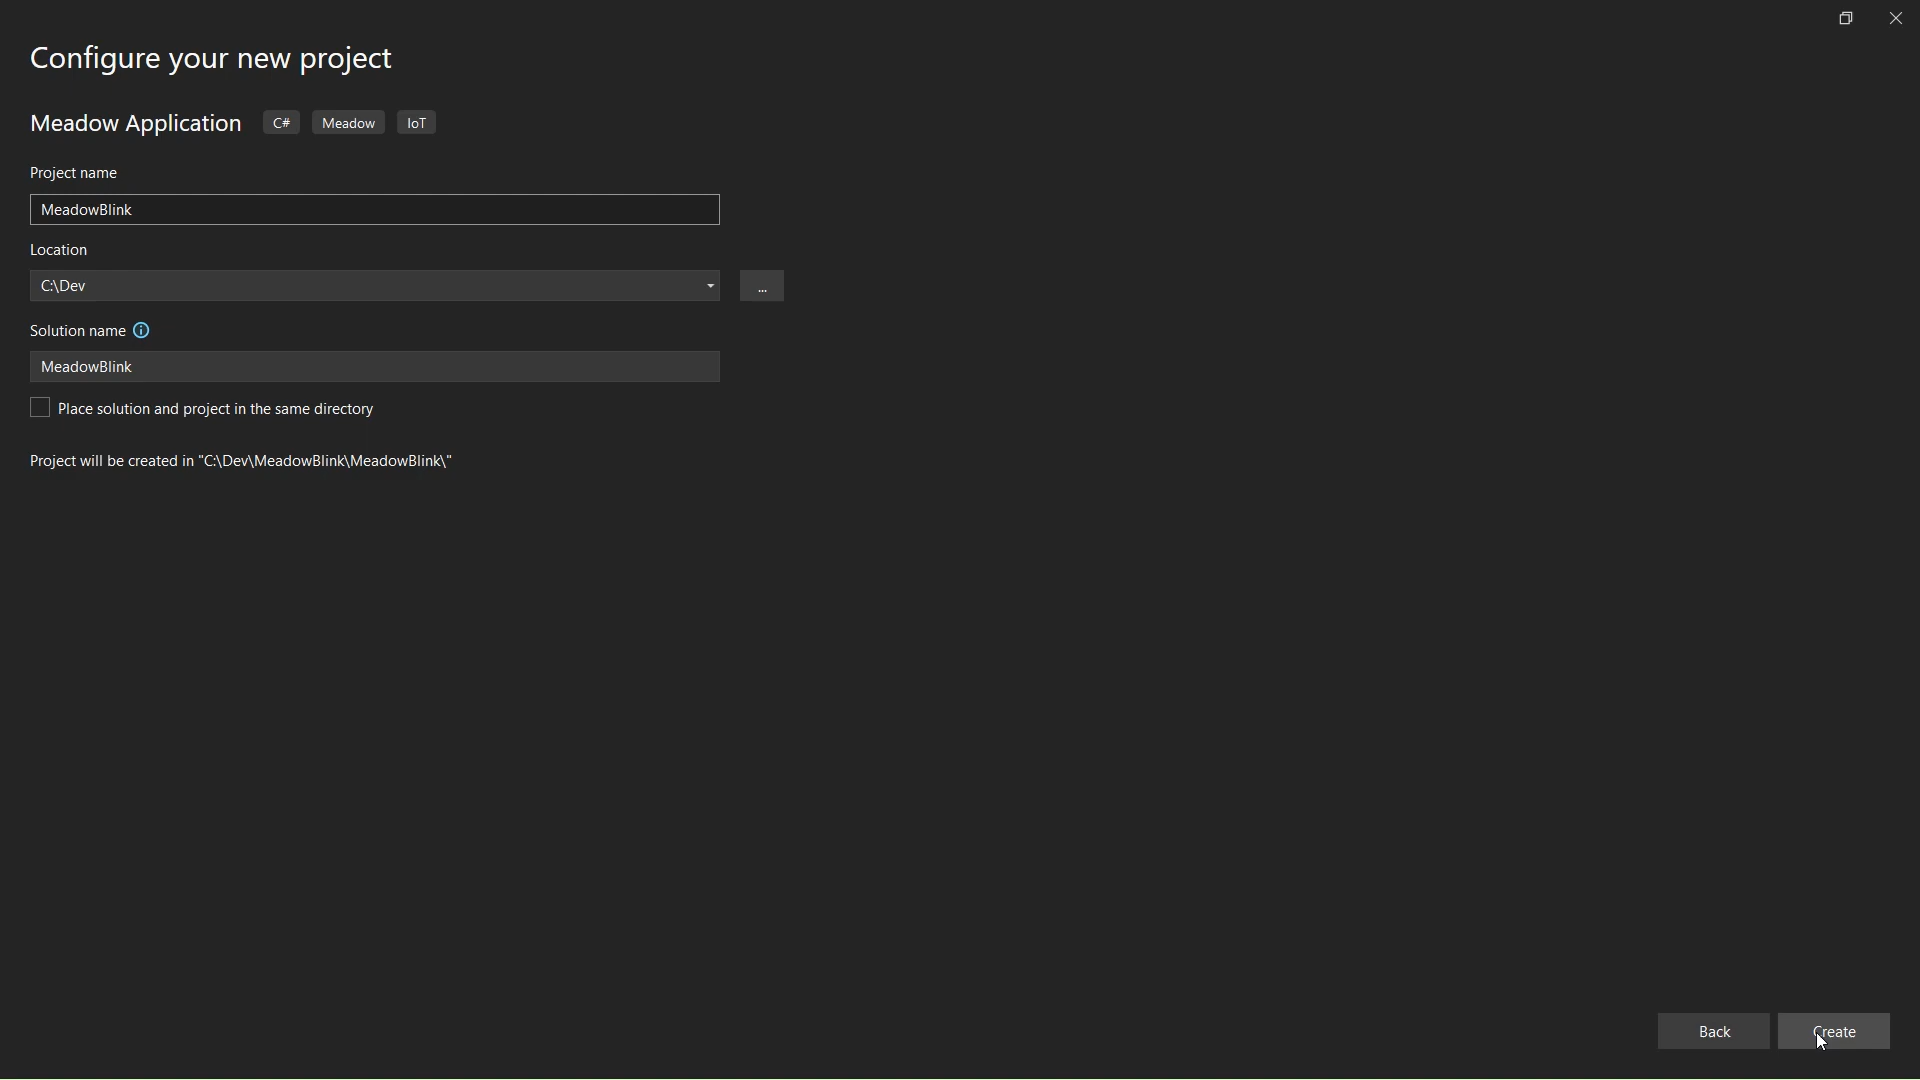 Configure your new project
Meadow Application C# Meadow IoT
Project name
MeadowBlink
Location
C:\Dev
...
Solution name
MeadowBlink
Place solution and project in the same directory
Project will be created in "C:\Dev\MeadowBlink\MeadowBlink\"
Back Create